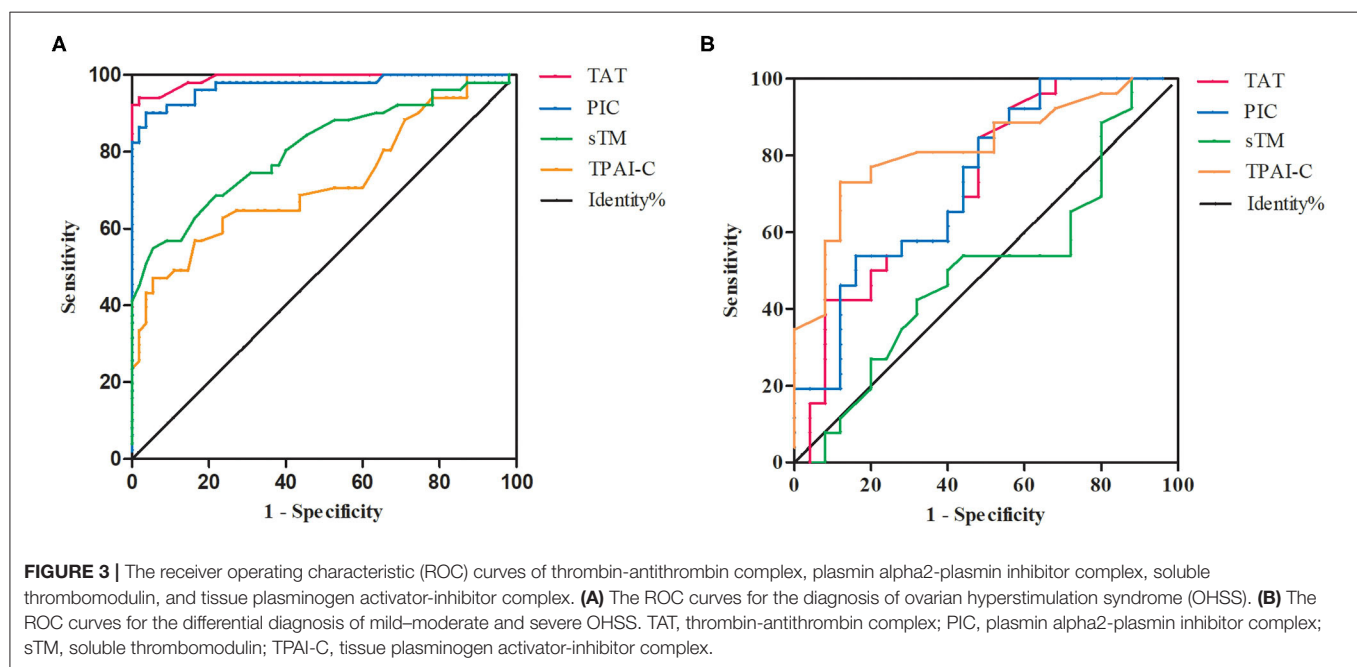 A
100
80
60
40
20
0
Sensitivity
0 20 40 60 80 100
1 - Specificity
TAT
PIC
sTM
TPAI-C
Identity%
B
100
80
60
40
20
0
Sensitivity
0 20 40 60 80 100
1 - Specificity
TAT
PIC
sTM
TPAI-C
Identity%
FIGURE 3 | The receiver operating characteristic (ROC) curves of thrombin-antithrombin complex, plasmin alpha2-plasmin inhibitor complex, soluble
thrombomodulin, and tissue plasminogen activator-inhibitor complex. (A) The ROC curves for the diagnosis of ovarian hyperstimulation syndrome (OHSS). (B) The
ROC curves for the differential diagnosis of mild–moderate and severe OHSS. TAT, thrombin-antithrombin complex; PIC, plasmin alpha2-plasmin inhibitor complex;
sTM, soluble thrombomodulin; TPAI-C, tissue plasminogen activator-inhibitor complex.